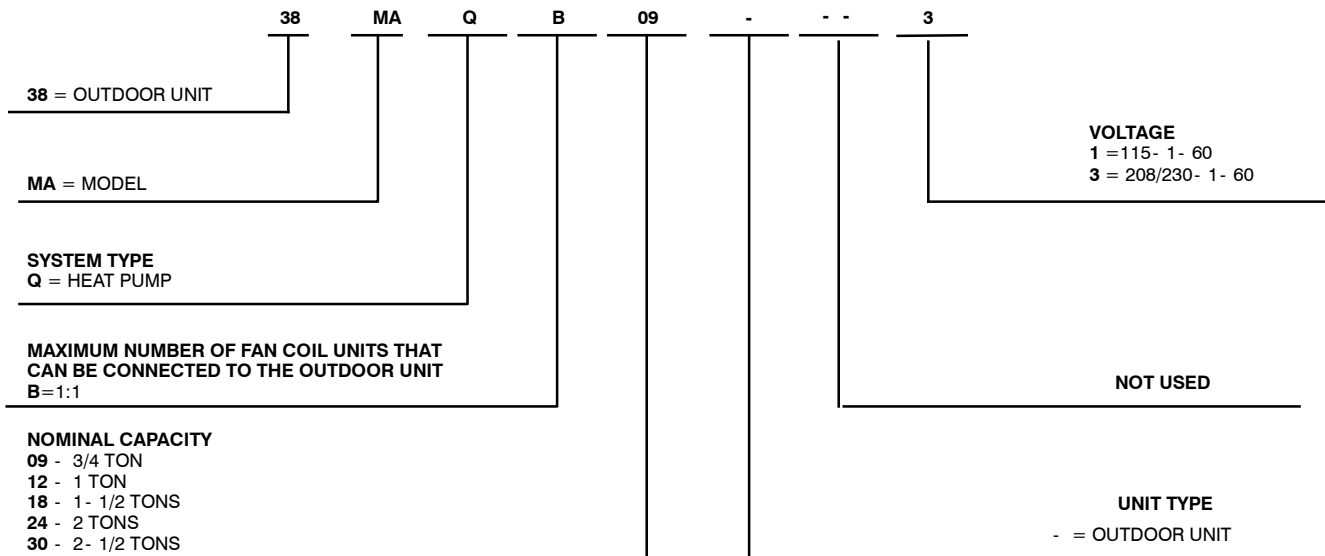 38 MA Q B 09 - - - 3
38 = OUTDOOR UNIT
MA = MODEL
SYSTEM TYPE
Q = HEAT PUMP
MAXIMUM NUMBER OF FAN COIL UNITS THAT
CAN BE CONNECTED TO THE OUTDOOR UNIT
B=1:1
NOMINAL CAPACITY
09 - 3/4 TON
12 - 1 TON
18 - 1- 1/2 TONS
24 - 2 TONS
30 - 2- 1/2 TONS
VOLTAGE
1 =115- 1- 60
3 = 208/230- 1- 60
NOT USED
UNIT TYPE
- = OUTDOOR UNIT